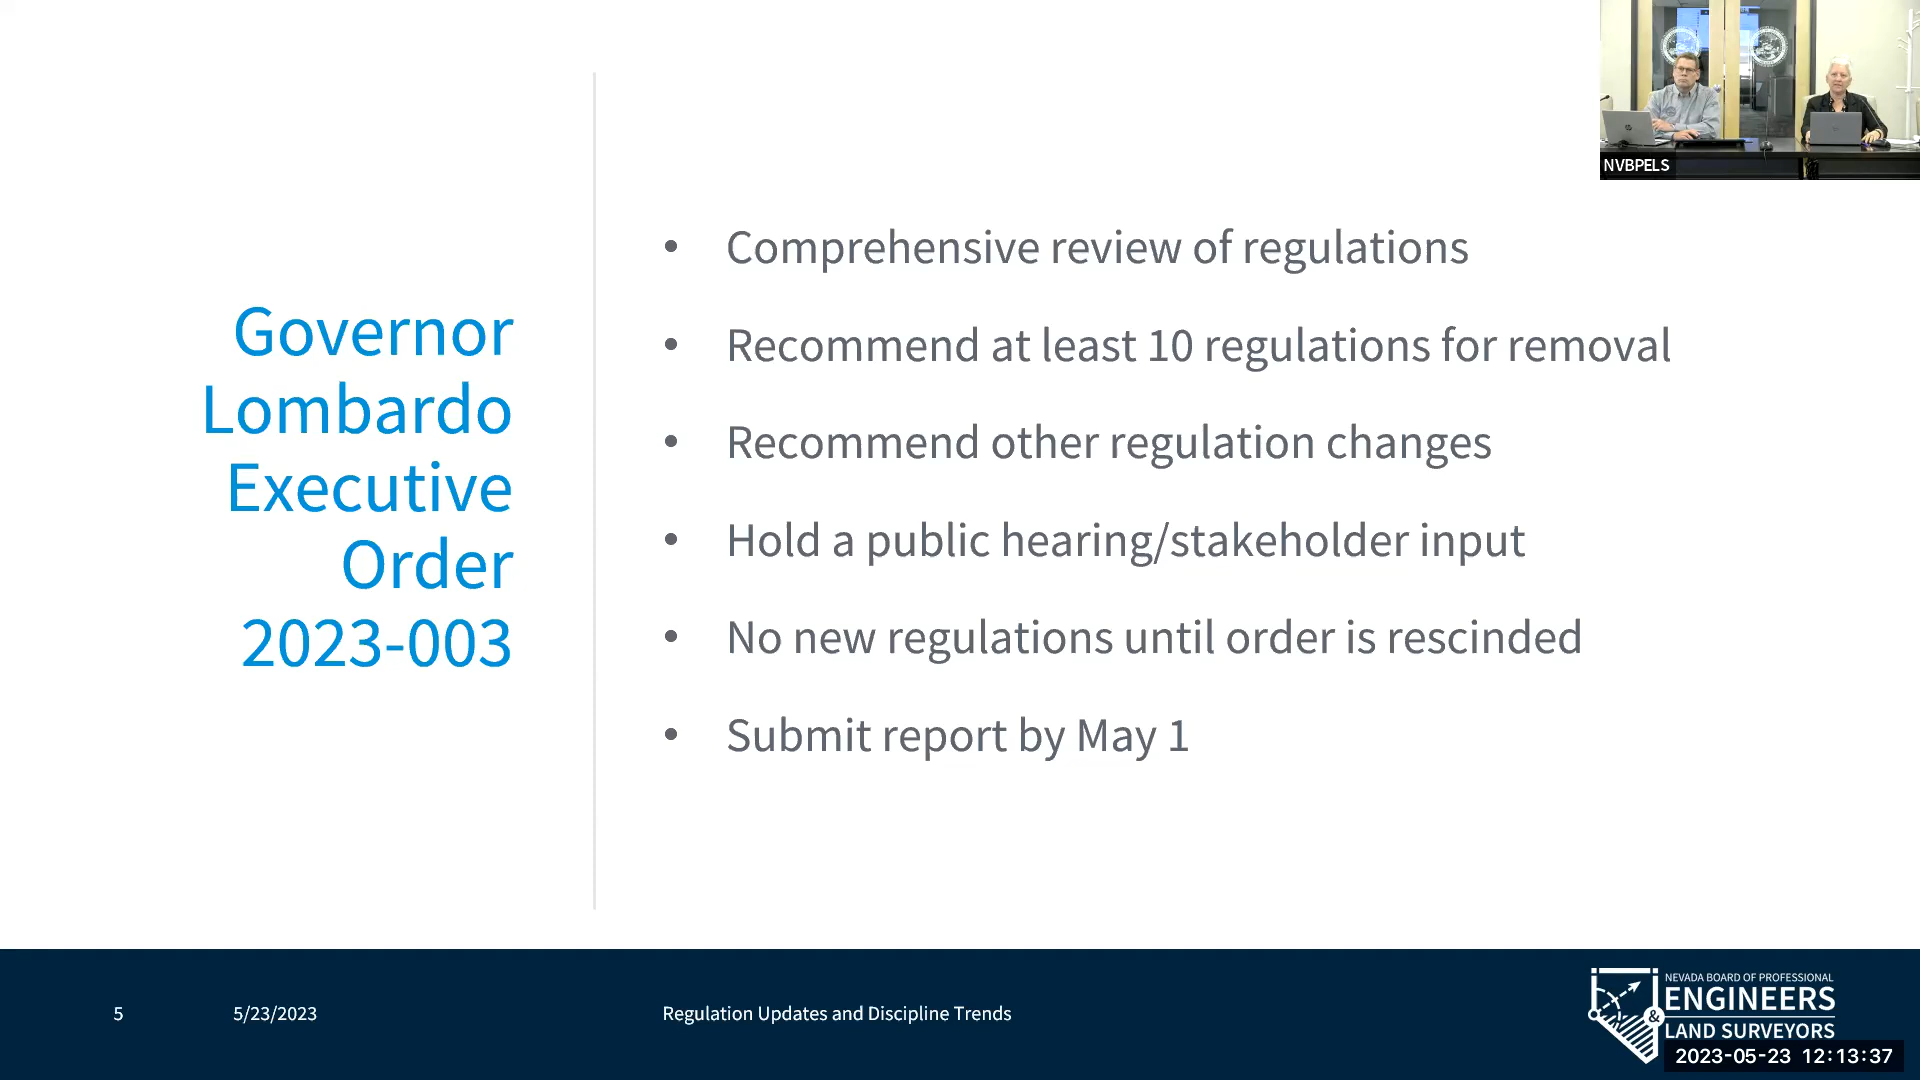 Governor
Lombardo
Executive
Order
2023-003
• Comprehensive review of regulations
• Recommend at least 10 regulations for removal
• Recommend other regulation changes
• Hold a public hearing/stakeholder input
• No new regulations until order is rescinded
• Submit report by May 1
NVBPELS
5
5/23/2023
Regulation Updates and Discipline Trends
NEVADA BOARD OF PROFESSIONAL
ENGINEERS
& LAND SURVEYORS
2023-05-23 12:13:37